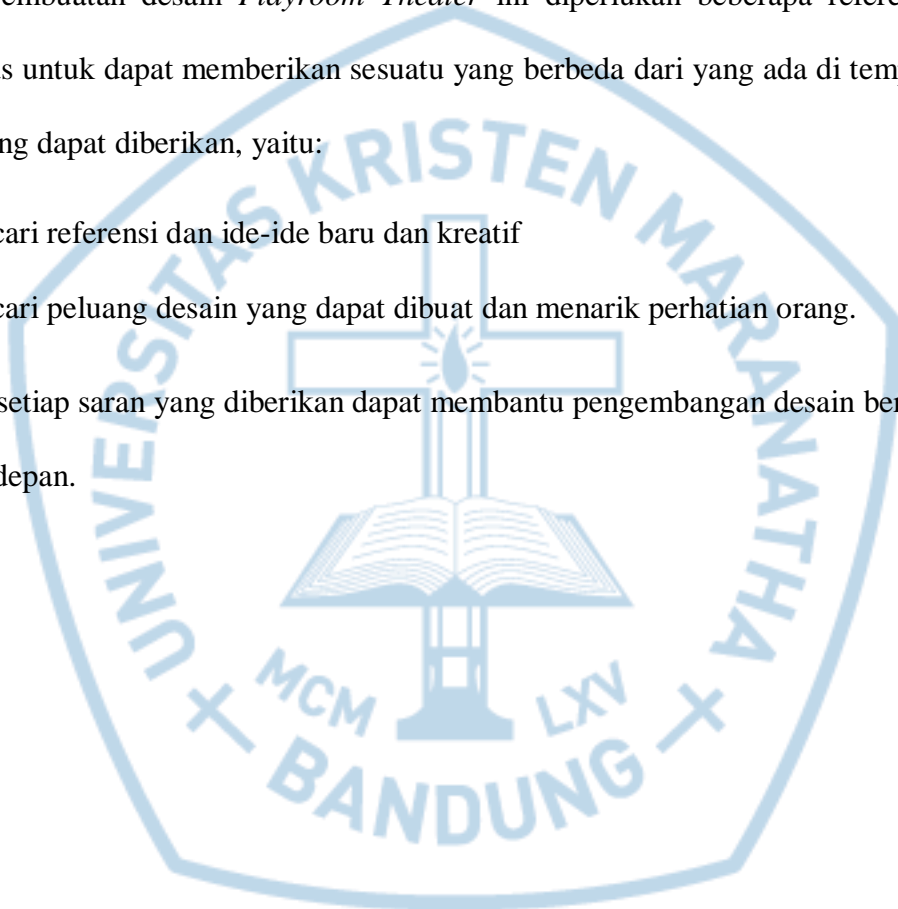 embuatan desain Playroom Theater ini diperlukan beberapa refere
s untuk dapat memberikan sesuatu yang berbeda dari yang ada di temp
ng dapat diberikan, yaitu:
cari referensi dan ide-ide baru dan kreatif
cari peluang desain yang dapat dibuat dan menarik perhatian orang.
setiap saran yang diberikan dapat membantu pengembangan desain ber
depan.
UNIVERSITAS KRISTEN MARANATHA
MCM LXV
BANDUNG